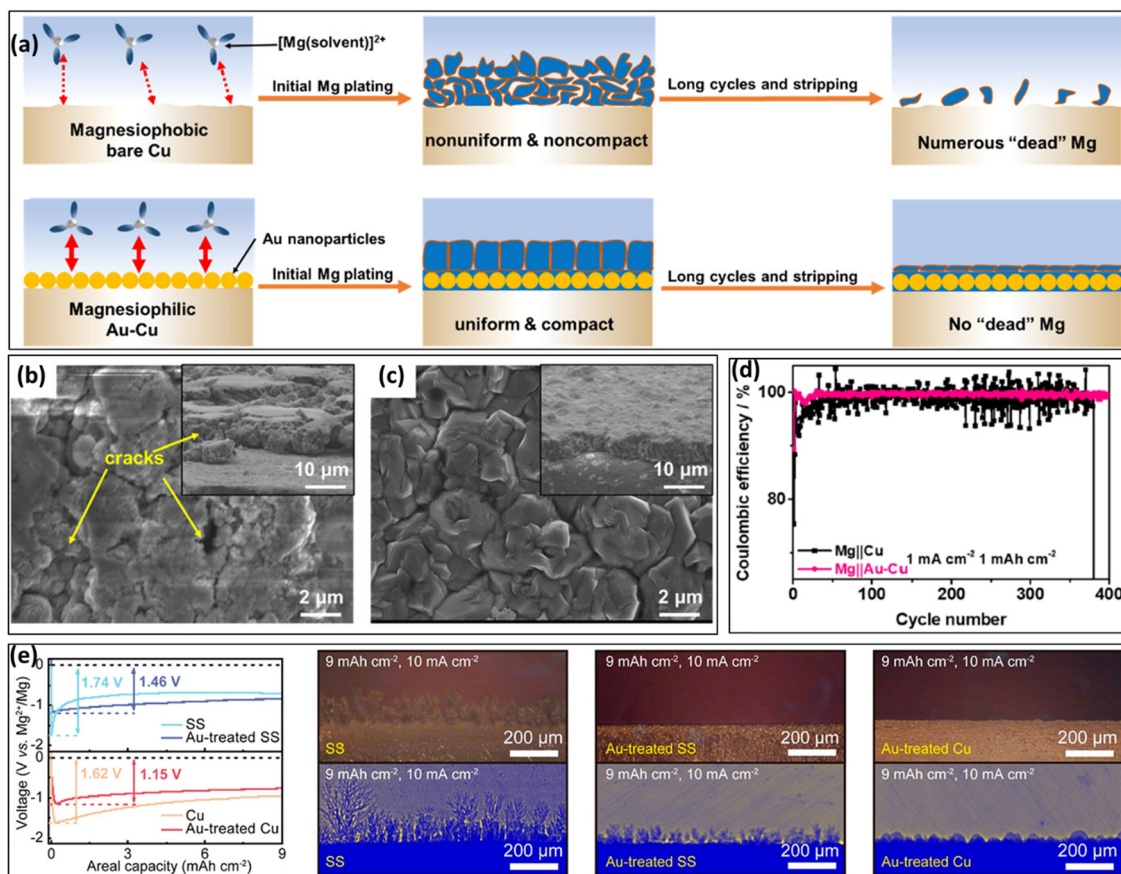 (a)
[Mg(solvent)]²⁺
Magnesiophobic
bare Cu
Initial Mg plating
nonuniform & noncompact
Long cycles and stripping
Numerous “dead” Mg
Au nanoparticles
Magnesiophilic
Au-Cu
Initial Mg plating
uniform & compact
Long cycles and stripping
No “dead” Mg
(b)
cracks
10 μm
2 μm
(c)
10 μm
2 μm
(d)
Coulombic efficiency / %
100
80
Mg||Cu
Mg||Au-Cu
1 mA cm⁻² 1 mAh cm⁻²
0 100 200 300 400
Cycle number
(e)
Voltage (V vs. Mg²⁺/Mg)
0
-1
-2
1.74 V
1.46 V
SS
Au-treated SS
0
-1
-2
1.62 V
1.15 V
Cu
Au-treated Cu
0 3 6 9
Areal capacity (mAh cm⁻²)
9 mAh cm⁻², 10 mA cm⁻²
SS
200 μm
9 mAh cm⁻², 10 mA cm⁻²
Au-treated SS
200 μm
9 mAh cm⁻², 10 mA cm⁻²
Au-treated Cu
200 μm
9 mAh cm⁻², 10 mA cm⁻²
SS
200 μm
9 mAh cm⁻², 10 mA cm⁻²
Au-treated SS
200 μm
9 mAh cm⁻², 10 mA cm⁻²
Au-treated Cu
200 μm